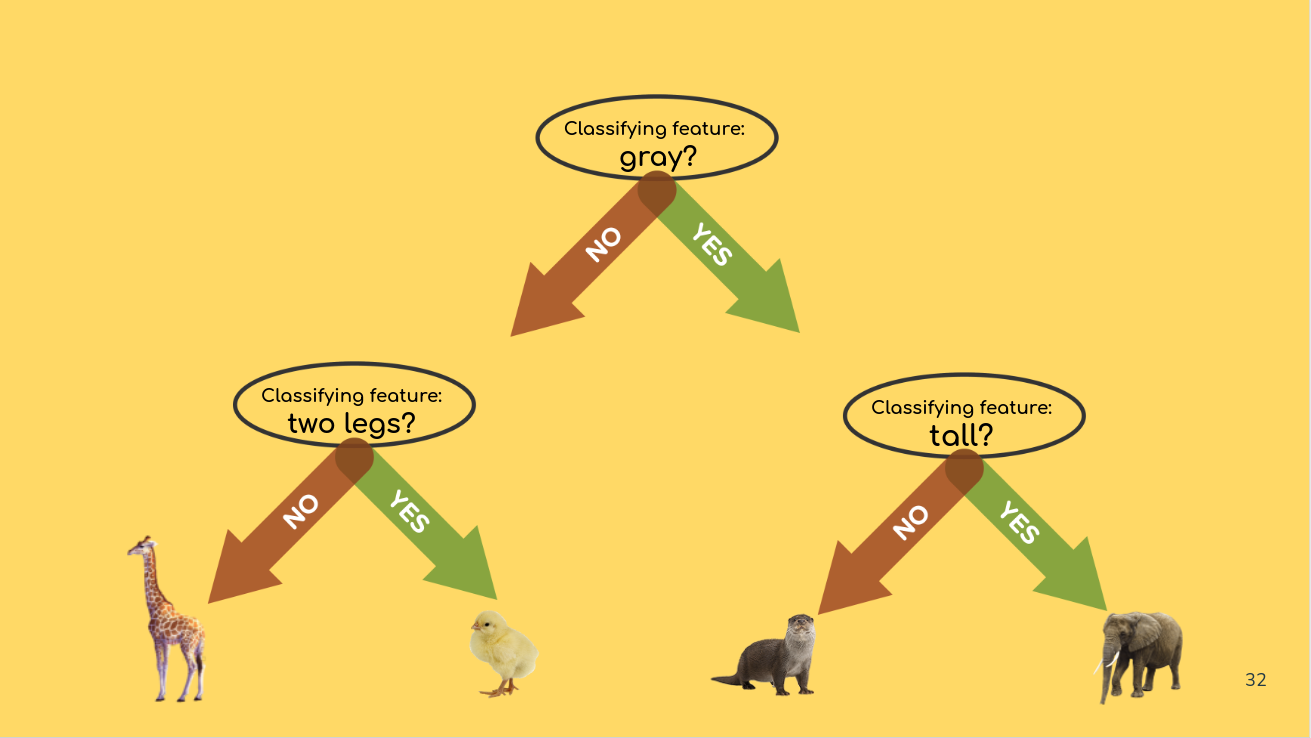 Classifying feature:
gray?
NO
YES
Classifying feature:
two legs?
Classifying feature:
tall?
NO
YES
NO
YES
32